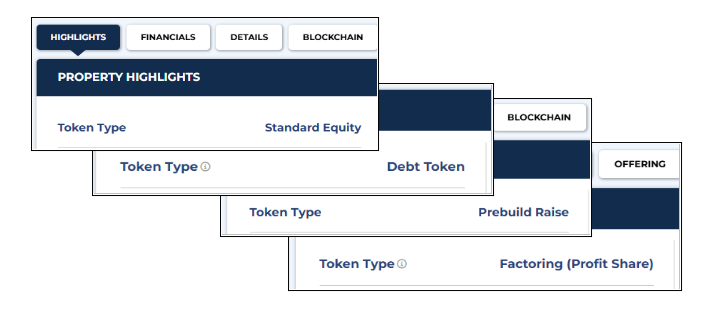 HIGHLIGHTS FINANCIALS DETAILS BLOCKCHAIN
PROPERTY HIGHLIGHTS
Token Type Standard Equity
Token Type Debt Token
BLOCKCHAIN
Token Type Prebuild Raise
OFFERING
Token Type Factoring (Profit Share)